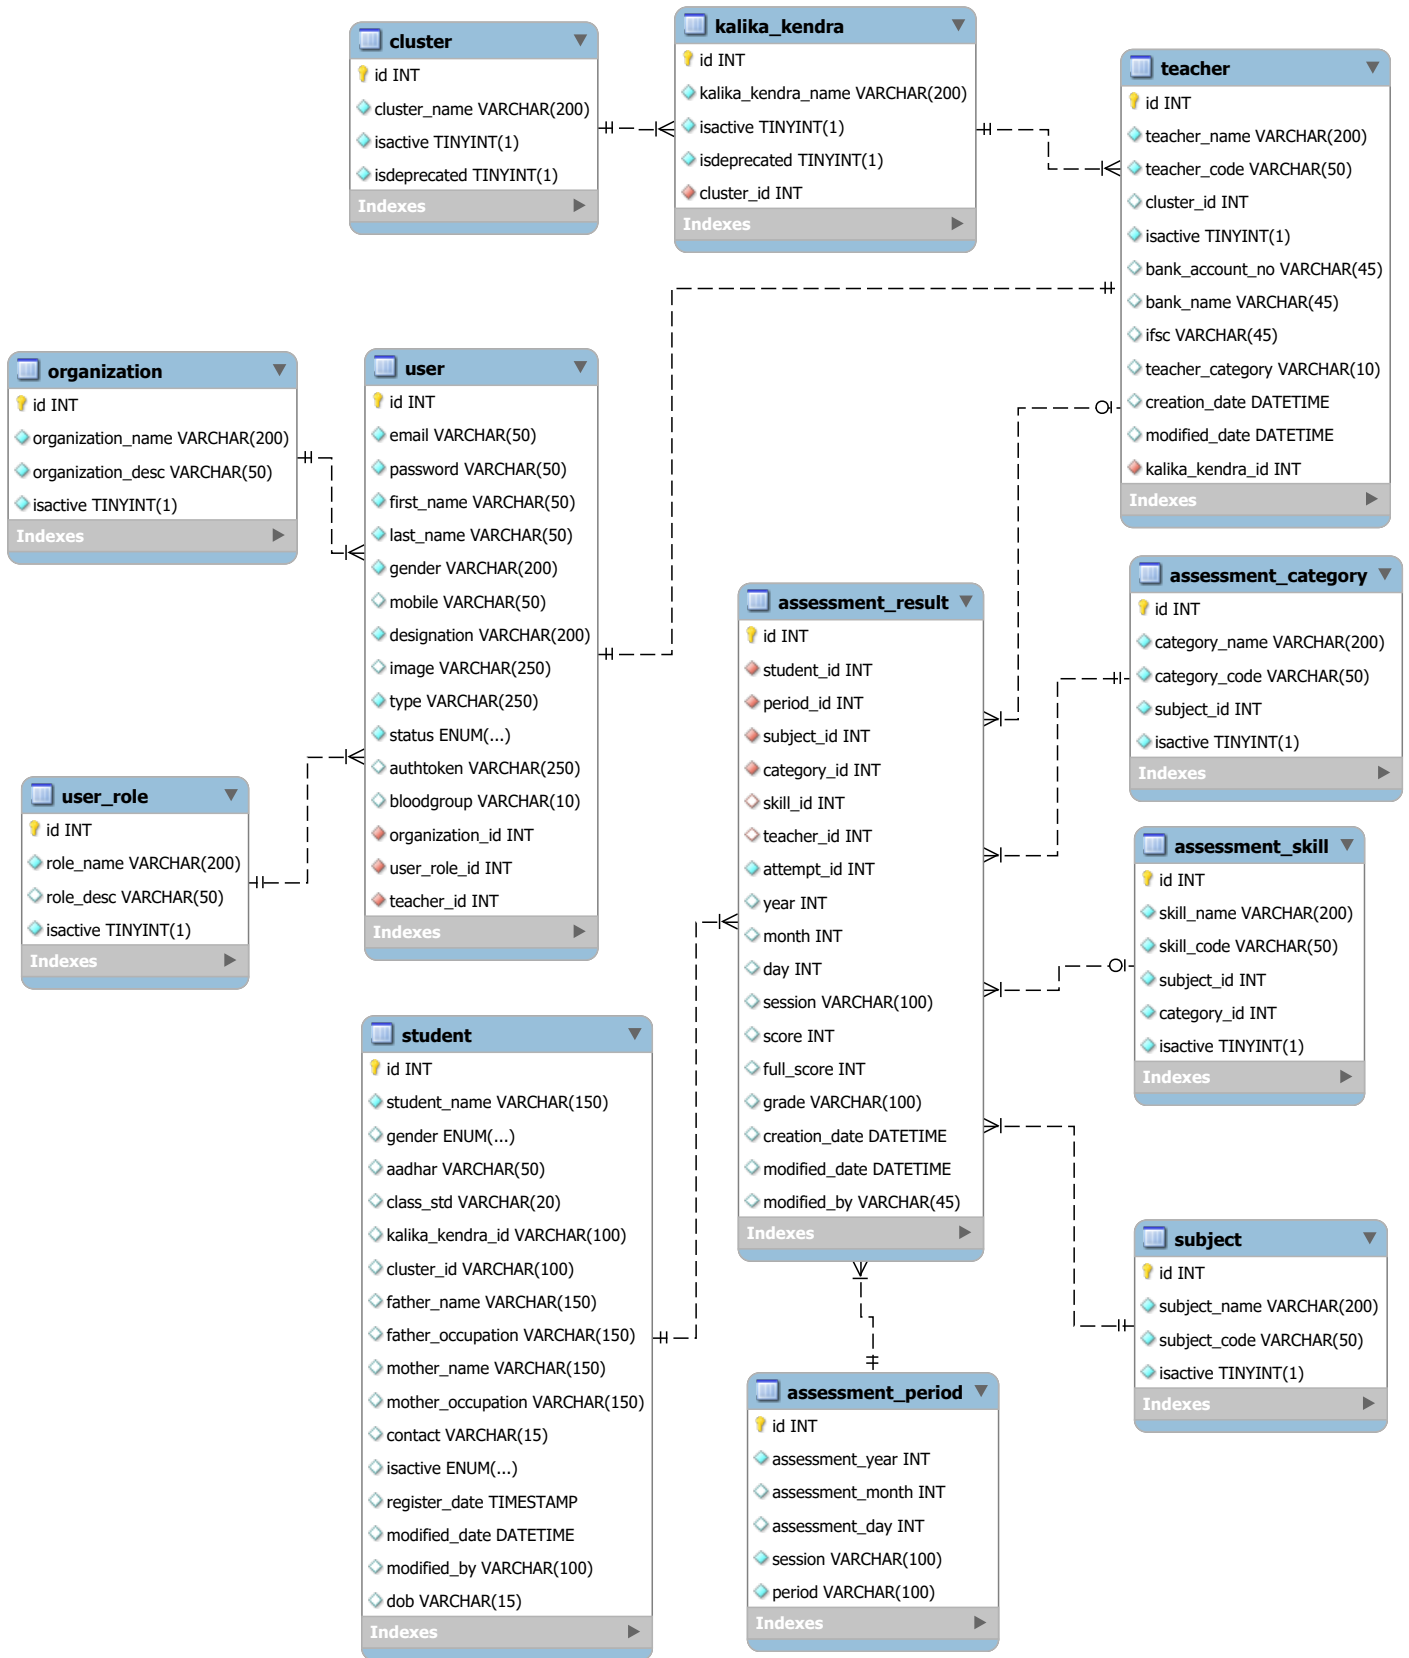 cluster
id INT
cluster_name VARCHAR(200)
isactive TINYINT(1)
isdeprecated TINYINT(1)
Indexes
kalika_kendra
id INT
kalika_kendra_name VARCHAR(200)
isactive TINYINT(1)
isdeprecated TINYINT(1)
cluster_id INT
Indexes
teacher
id INT
teacher_name VARCHAR(200)
teacher_code VARCHAR(50)
cluster_id INT
isactive TINYINT(1)
bank_account_no VARCHAR(45)
bank_name VARCHAR(45)
ifsc VARCHAR(45)
teacher_category VARCHAR(10)
creation_date DATETIME
modified_date DATETIME
kalika_kendra_id INT
Indexes
organization
id INT
organization_name VARCHAR(200)
organization_desc VARCHAR(50)
isactive TINYINT(1)
Indexes
user
id INT
email VARCHAR(50)
password VARCHAR(50)
first_name VARCHAR(50)
last_name VARCHAR(50)
gender VARCHAR(200)
mobile VARCHAR(50)
designation VARCHAR(200)
image VARCHAR(250)
type VARCHAR(250)
status ENUM(...)
authtoken VARCHAR(250)
bloodgroup VARCHAR(10)
organization_id INT
user_role_id INT
teacher_id INT
Indexes
user_role
id INT
role_name VARCHAR(200)
role_desc VARCHAR(50)
isactive TINYINT(1)
Indexes
assessment_result
id INT
student_id INT
period_id INT
subject_id INT
category_id INT
skill_id INT
teacher_id INT
attempt_id INT
year INT
month INT
day INT
session VARCHAR(100)
score INT
full_score INT
grade VARCHAR(100)
creation_date DATETIME
modified_date DATETIME
modified_by VARCHAR(45)
Indexes
assessment_category
id INT
category_name VARCHAR(200)
category_code VARCHAR(50)
subject_id INT
isactive TINYINT(1)
Indexes
assessment_skill
id INT
skill_name VARCHAR(200)
skill_code VARCHAR(50)
subject_id INT
category_id INT
isactive TINYINT(1)
Indexes
student
id INT
student_name VARCHAR(150)
gender ENUM(...)
aadhar VARCHAR(50)
class_std VARCHAR(20)
kalika_kendra_id VARCHAR(100)
cluster_id VARCHAR(100)
father_name VARCHAR(150)
father_occupation VARCHAR(150)
mother_name VARCHAR(150)
mother_occupation VARCHAR(150)
contact VARCHAR(15)
isactive ENUM(...)
register_date TIMESTAMP
modified_date DATETIME
modified_by VARCHAR(100)
dob VARCHAR(15)
Indexes
subject
id INT
subject_name VARCHAR(200)
subject_code VARCHAR(50)
isactive TINYINT(1)
Indexes
assessment_period
id INT
assessment_year INT
assessment_month INT
assessment_day INT
session VARCHAR(100)
period VARCHAR(100)
Indexes